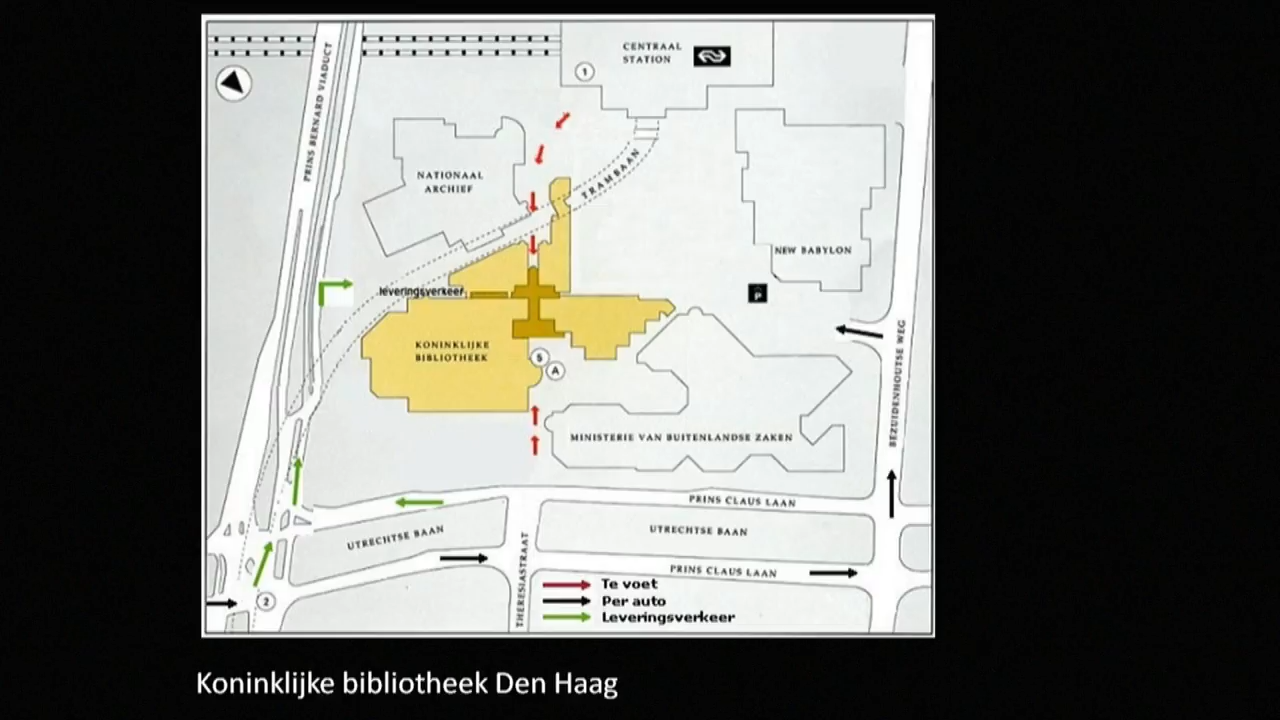 CENTRAAL
STATION
1
PRINS BERNARD VIADUCT
NATIONAAL
ARCHIEF
TRAMBAAN
NEW BABYLON
leveringsverkeer
P
KONINKLIJKE
BIBLIOTHEEK
5
A
BEZUIDENHOUTSE WEG
MINISTERIE VAN BUITENLANDSE ZAKEN
PRINS CLAUS LAAN
UTRECHTSE BAAN
UTRECHTSE BAAN
PRINS CLAUS LAAN
THERESIASTRAAT
2
Te voet
Per auto
Leveringsverkeer
Koninklijke bibliotheek Den Haag